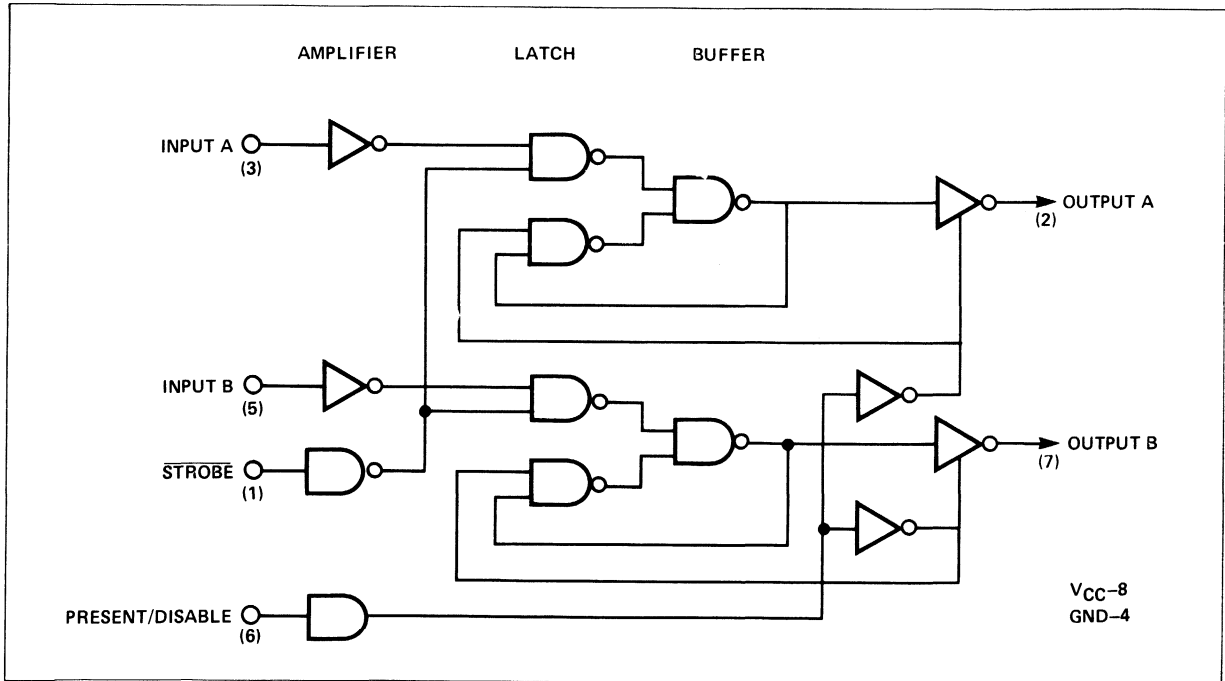 AMPLIFIER LATCH BUFFER
INPUT A
(3)
OUTPUT A
(2)
INPUT B
(5)
OUTPUT B
(7)
STROBE
(1)
PRESENT/DISABLE
(6)
VCC–8
GND–4